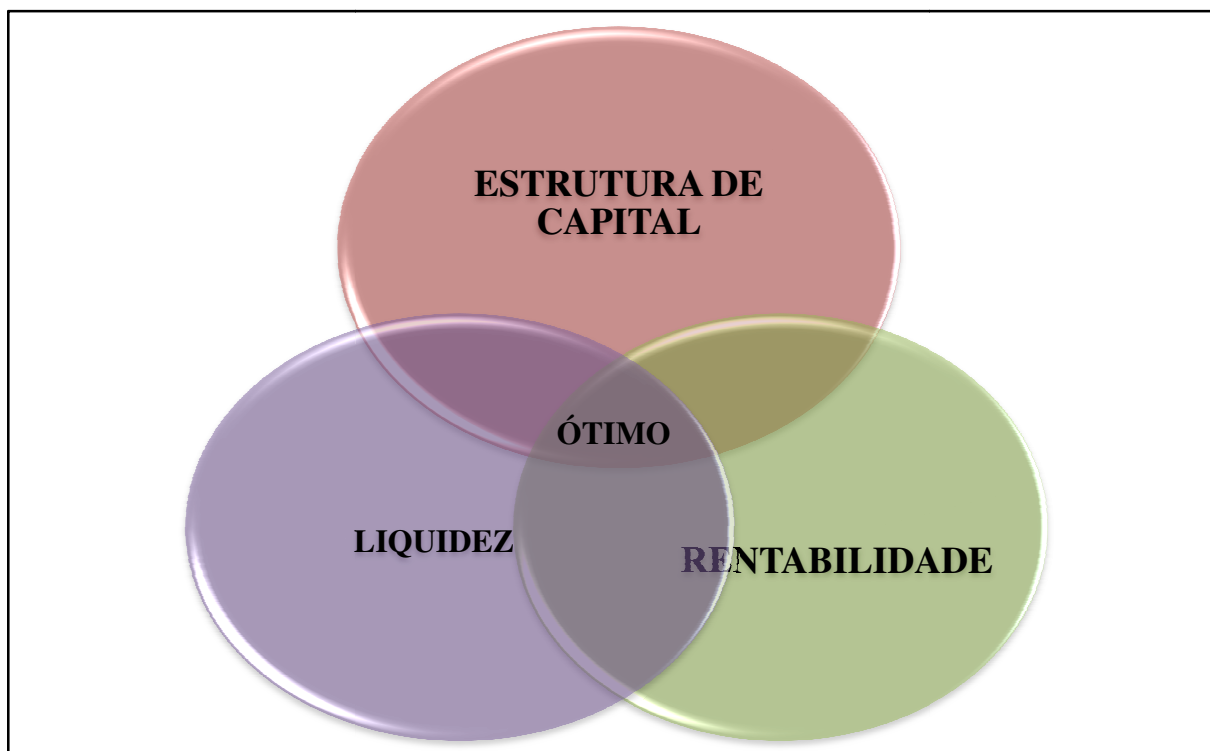 ESTRUTURA DE
CAPITAL
ÓTIMO
LIQUIDEZ
RENTABILIDADE